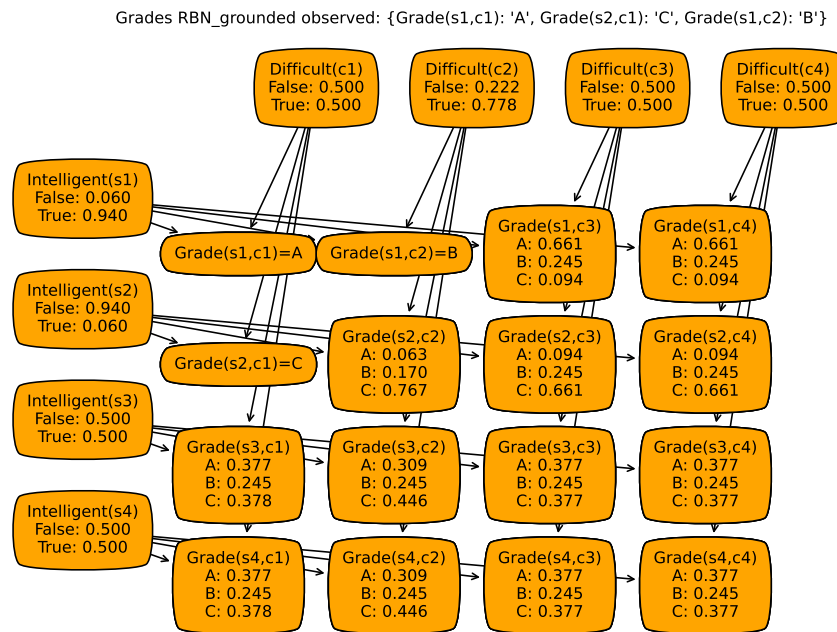 Grades RBN_grounded observed: {Grade(s1,c1): 'A', Grade(s2,c1): 'C', Grade(s1,c2): 'B'}
Difficult(c1)
False: 0.500
True: 0.500
Difficult(c2)
False: 0.222
True: 0.778
Difficult(c3)
False: 0.500
True: 0.500
Difficult(c4)
False: 0.500
True: 0.500
Intelligent(s1)
False: 0.060
True: 0.940
Grade(s1,c1)=A
Grade(s1,c2)=B
Grade(s1,c3)
A: 0.661
B: 0.245
C: 0.094
Grade(s1,c4)
A: 0.661
B: 0.245
C: 0.094
Intelligent(s2)
False: 0.940
True: 0.060
Grade(s2,c1)=C
Grade(s2,c2)
A: 0.063
B: 0.170
C: 0.767
Grade(s2,c3)
A: 0.094
B: 0.245
C: 0.661
Grade(s2,c4)
A: 0.094
B: 0.245
C: 0.661
Intelligent(s3)
False: 0.500
True: 0.500
Grade(s3,c1)
A: 0.377
B: 0.245
C: 0.378
Grade(s3,c2)
A: 0.309
B: 0.245
C: 0.446
Grade(s3,c3)
A: 0.377
B: 0.245
C: 0.377
Grade(s3,c4)
A: 0.377
B: 0.245
C: 0.377
Intelligent(s4)
False: 0.500
True: 0.500
Grade(s4,c1)
A: 0.377
B: 0.245
C: 0.378
Grade(s4,c2)
A: 0.309
B: 0.245
C: 0.446
Grade(s4,c3)
A: 0.377
B: 0.245
C: 0.377
Grade(s4,c4)
A: 0.377
B: 0.245
C: 0.377